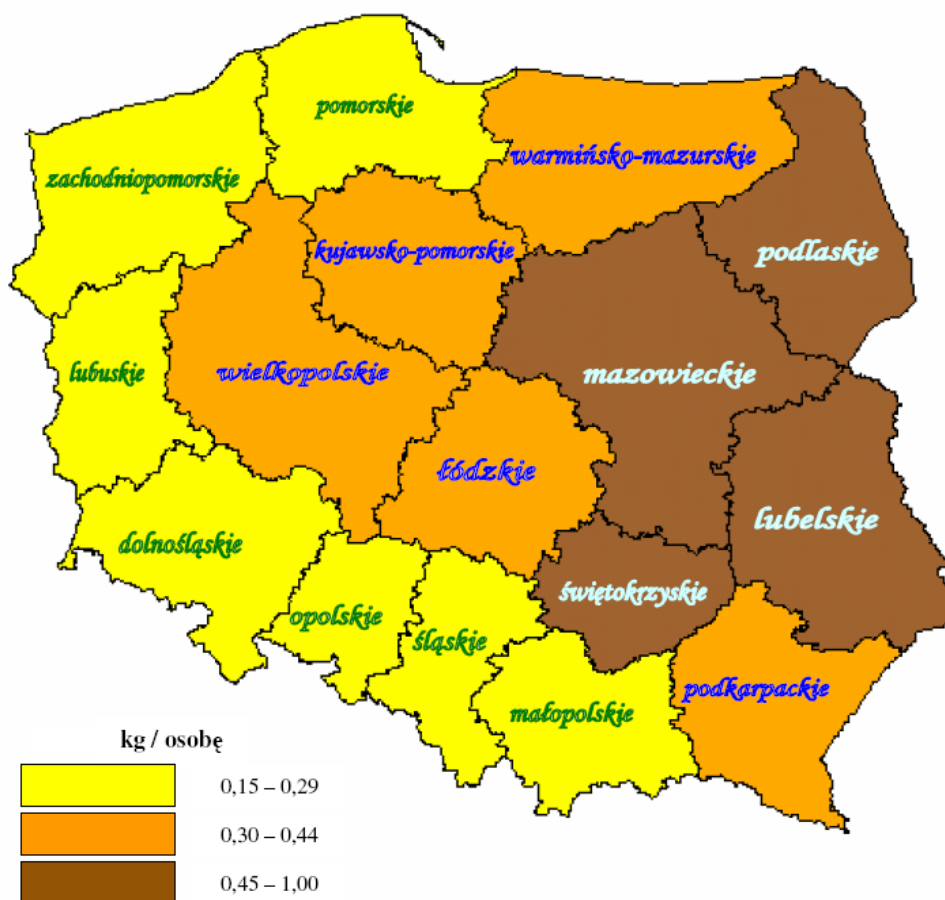 pomorskie
warmińsko-mazurskie
zachodniopomorskie
kujawsko-pomorskie
podlaskie
lubuskie
wielkopolskie
mazowieckie
łódzkie
lubelskie
dolnośląskie
świętokrzyskie
opolskie
śląskie
podkarpackie
małopolskie
kg / osobę
0,15 – 0,29
0,30 – 0,44
0,45 – 1,00